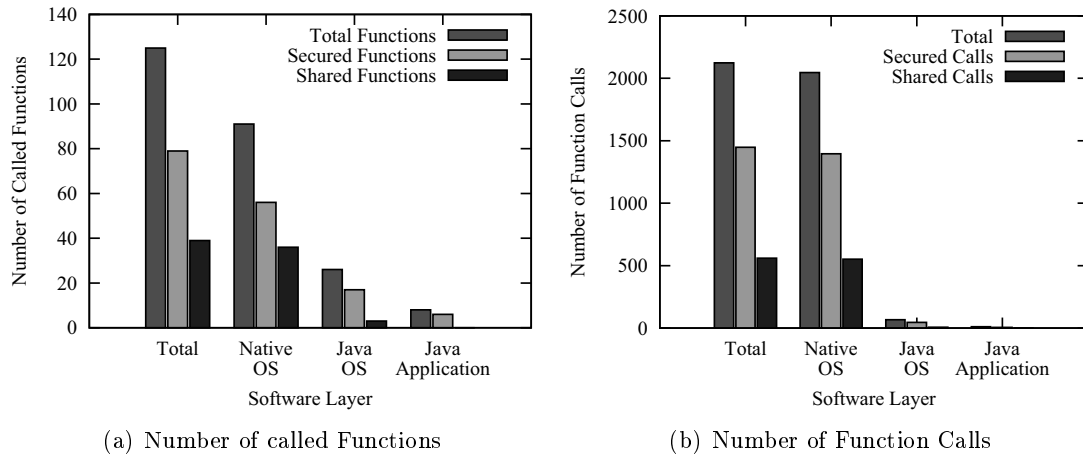 140
120
100
80
60
40
20
0
Number of Called Functions
Total Functions
Secured Functions
Shared Functions
Total
Native
OS
Java
OS
Java
Application
Software Layer
(a) Number of called Functions
2500
2000
1500
1000
500
0
Number of Function Calls
Total
Secured Calls
Shared Calls
Total
Native
OS
Java
OS
Java
Application
Software Layer
(b) Number of Function Calls